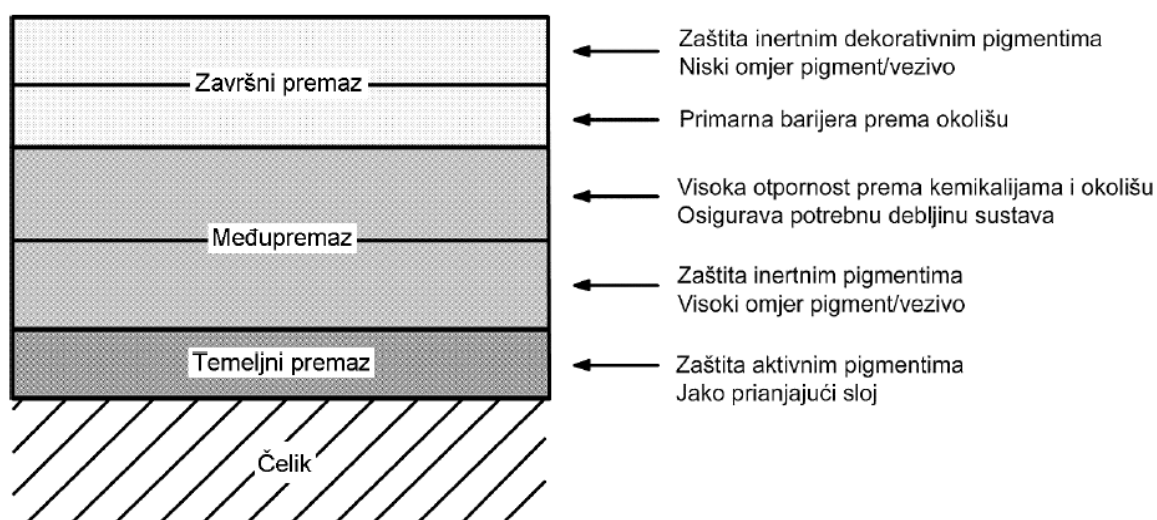 Završni premaz
Zaštita inertnim dekorativnim pigmentima
Niski omjer pigment/vezivo
Primarna barijera prema okolišu
Međupremaz
Visoka otpornost prema kemikalijama i okolišu
Osigurava potrebnu debljinu sustava
Zaštita inertnim pigmentima
Visoki omjer pigment/vezivo
Temeljni premaz
Zaštita aktivnim pigmentima
Jako prianjajući sloj
Čelik